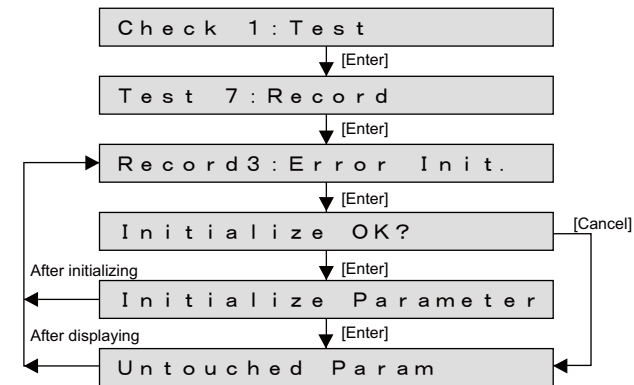 Check 1:Test
[Enter]
Test 7:Record
[Enter]
Record3:Error Init.
[Enter]
Initialize OK?
[Cancel]
After initializing
[Enter]
Initialize Parameter
After displaying
[Enter]
Untouched Param